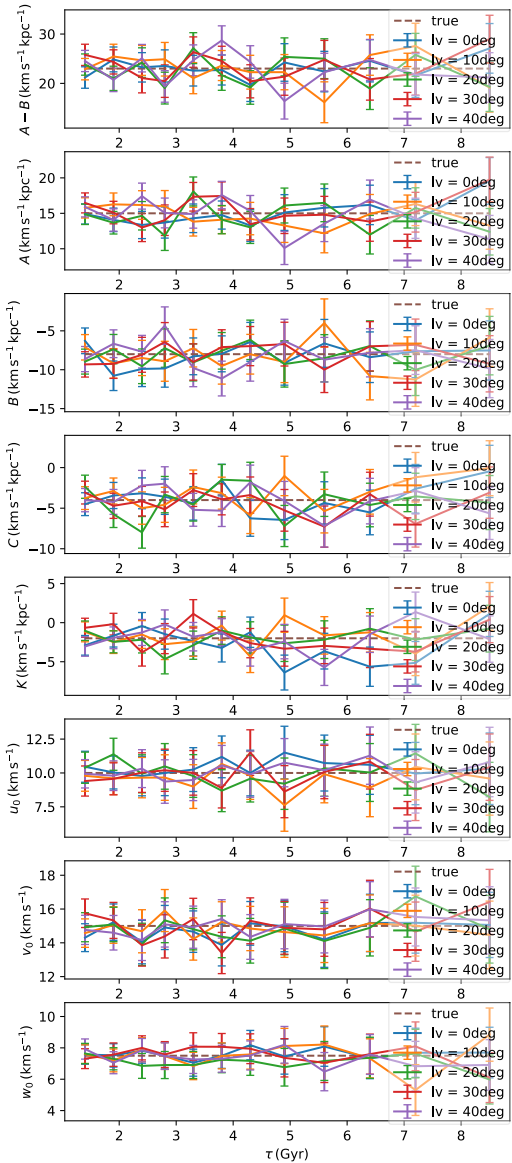 A − B (km s⁻¹ kpc⁻¹)
30
20
true
lv = 0deg
lv = 10deg
lv = 20deg
lv = 30deg
lv = 40deg
2 3 4 5 6 7 8
A (km s⁻¹ kpc⁻¹)
20
15
10
true
lv = 0deg
lv = 10deg
lv = 20deg
lv = 30deg
lv = 40deg
2 3 4 5 6 7 8
B (km s⁻¹ kpc⁻¹)
−5
−10
−15
true
lv = 0deg
lv = 10deg
lv = 20deg
lv = 30deg
lv = 40deg
2 3 4 5 6 7 8
C (km s⁻¹ kpc⁻¹)
0
−5
−10
true
lv = 0deg
lv = 10deg
lv = 20deg
lv = 30deg
lv = 40deg
2 3 4 5 6 7 8
K (km s⁻¹ kpc⁻¹)
5
0
−5
true
lv = 0deg
lv = 10deg
lv = 20deg
lv = 30deg
lv = 40deg
2 3 4 5 6 7 8
u₀ (km s⁻¹)
12.5
10.0
7.5
true
lv = 0deg
lv = 10deg
lv = 20deg
lv = 30deg
lv = 40deg
2 3 4 5 6 7 8
v₀ (km s⁻¹)
18
16
14
12
true
lv = 0deg
lv = 10deg
lv = 20deg
lv = 30deg
lv = 40deg
2 3 4 5 6 7 8
w₀ (km s⁻¹)
10
8
6
4
true
lv = 0deg
lv = 10deg
lv = 20deg
lv = 30deg
lv = 40deg
2 3 4 5 6 7 8
τ (Gyr)